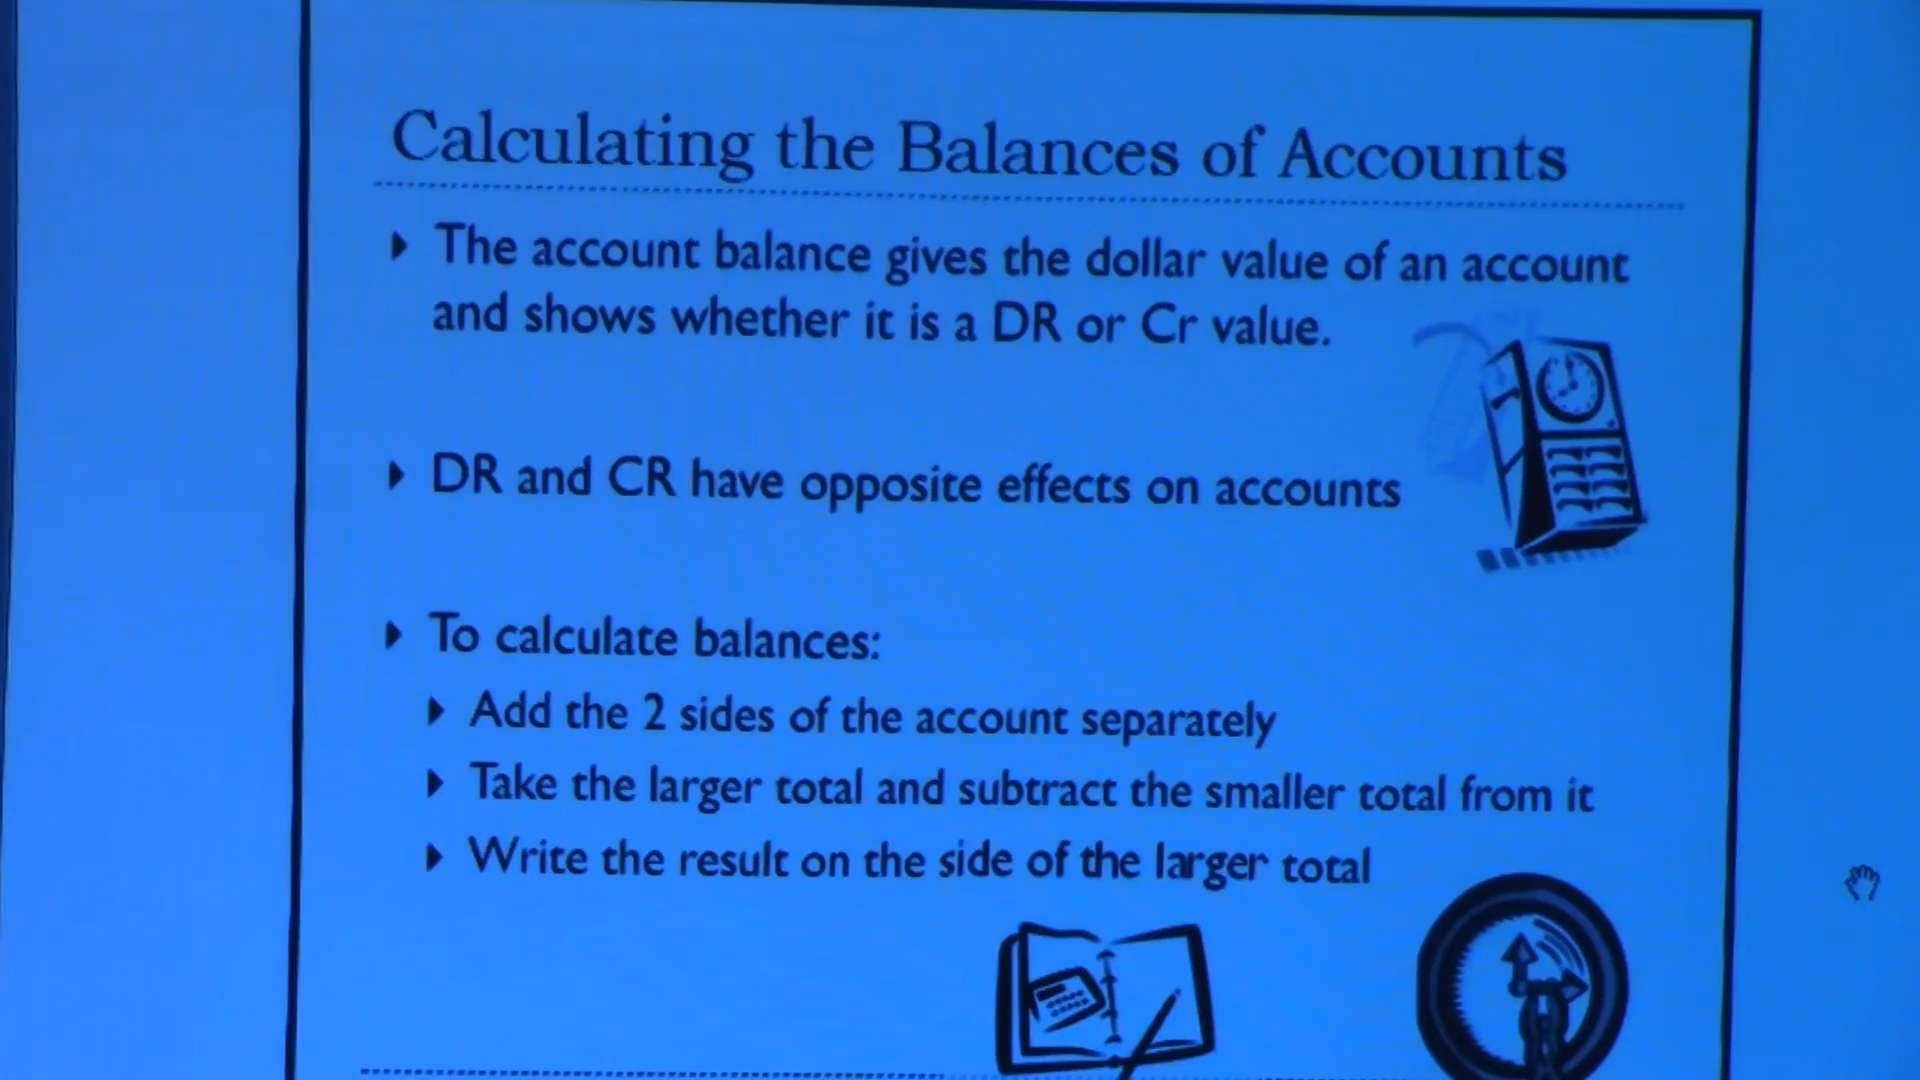 Calculating the Balances of Accounts
The account balance gives the dollar value of an account
and shows whether it is a DR or Cr value.
DR and CR have opposite effects on accounts
To calculate balances:
Add the 2 sides of the account separately
Take the larger total and subtract the smaller total from it
Write the result on the side of the larger total